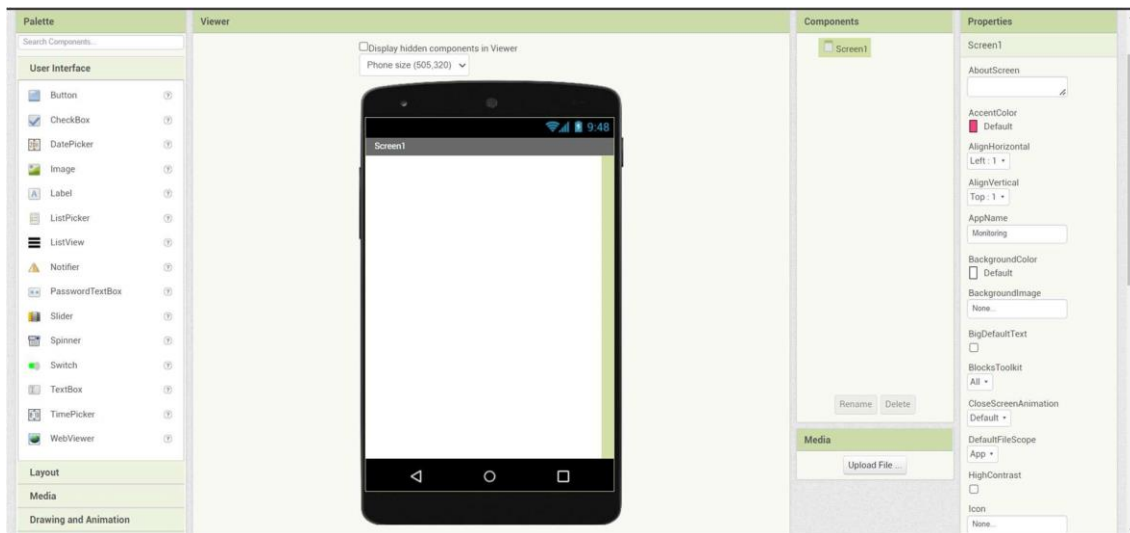 Palette
Search Components...
User Interface
Button
CheckBox
DatePicker
Image
Label
ListPicker
ListView
Notifier
PasswordTextBox
Slider
Spinner
Switch
TextBox
TimePicker
WebViewer
Layout
Media
Drawing and Animation
Viewer
Display hidden components in Viewer
Phone size (505,320)
9:48
Screen1
Components
Screen1
Rename Delete
Media
Upload File ...
Properties
Screen1
AboutScreen
AccentColor
Default
AlignHorizontal
Left : 1
AlignVertical
Top : 1
AppName
Monitoring
BackgroundColor
Default
BackgroundImage
None...
BigDefaultText
BlocksToolkit
All
CloseScreenAnimation
Default
DefaultFileScope
App
HighContrast
Icon
None...